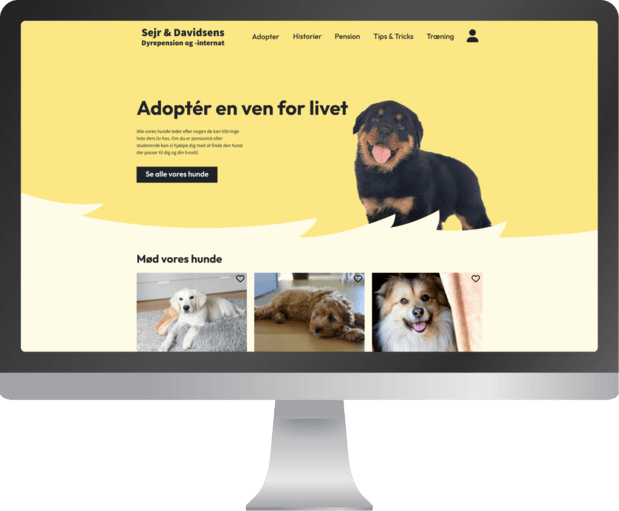 Sejr & Davidsens
Dyrepension og -internat
Adopter
Historier
Pension
Tips & Tricks
Træning
Adoptér en ven for livet
Alle vores hunde leder efter nogen de kan tilbringe
hele ders liv hos. Om du er pensionist eller
studerende kan vi hjælpe dig med at finde den hund
der passer til dig og din livsstil.
Se alle vores hunde
Mød vores hunde